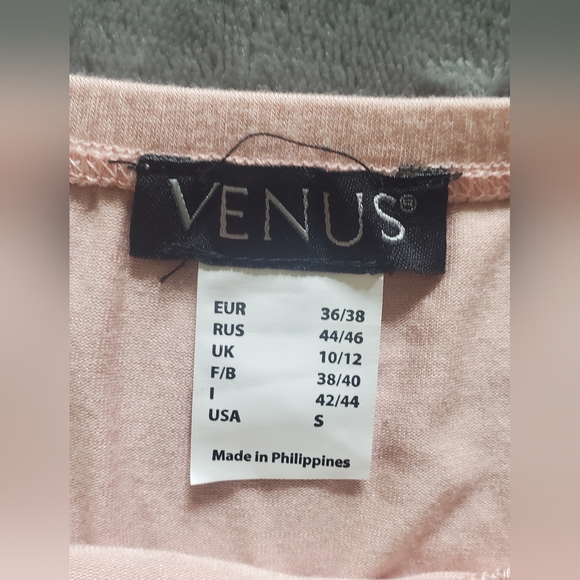 VENUS®
EUR 36/38
RUS 44/46
UK 10/12
F/B 38/40
I 42/44
USA S
Made in Philippines